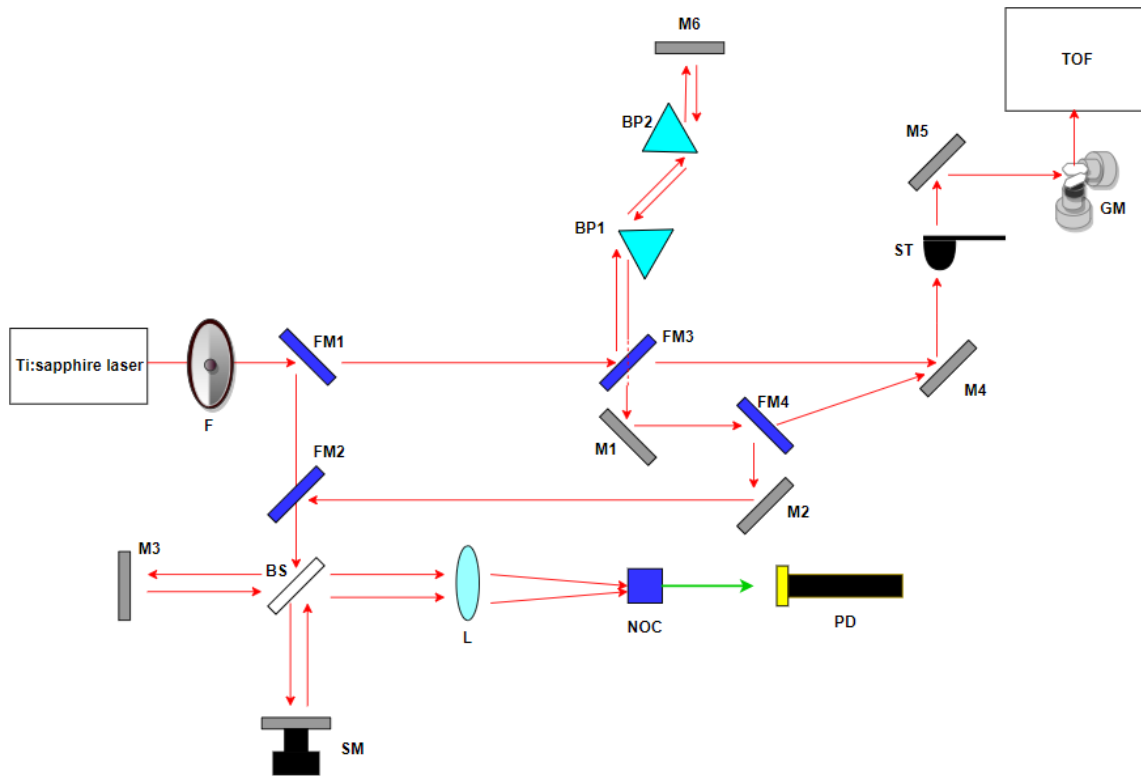 M6
TOF
BP2
M5
GM
BP1
ST
FM1
FM3
Ti:sapphire laser
M4
F
FM4
M1
FM2
M2
M3
BS
L
NOC
PD
SM